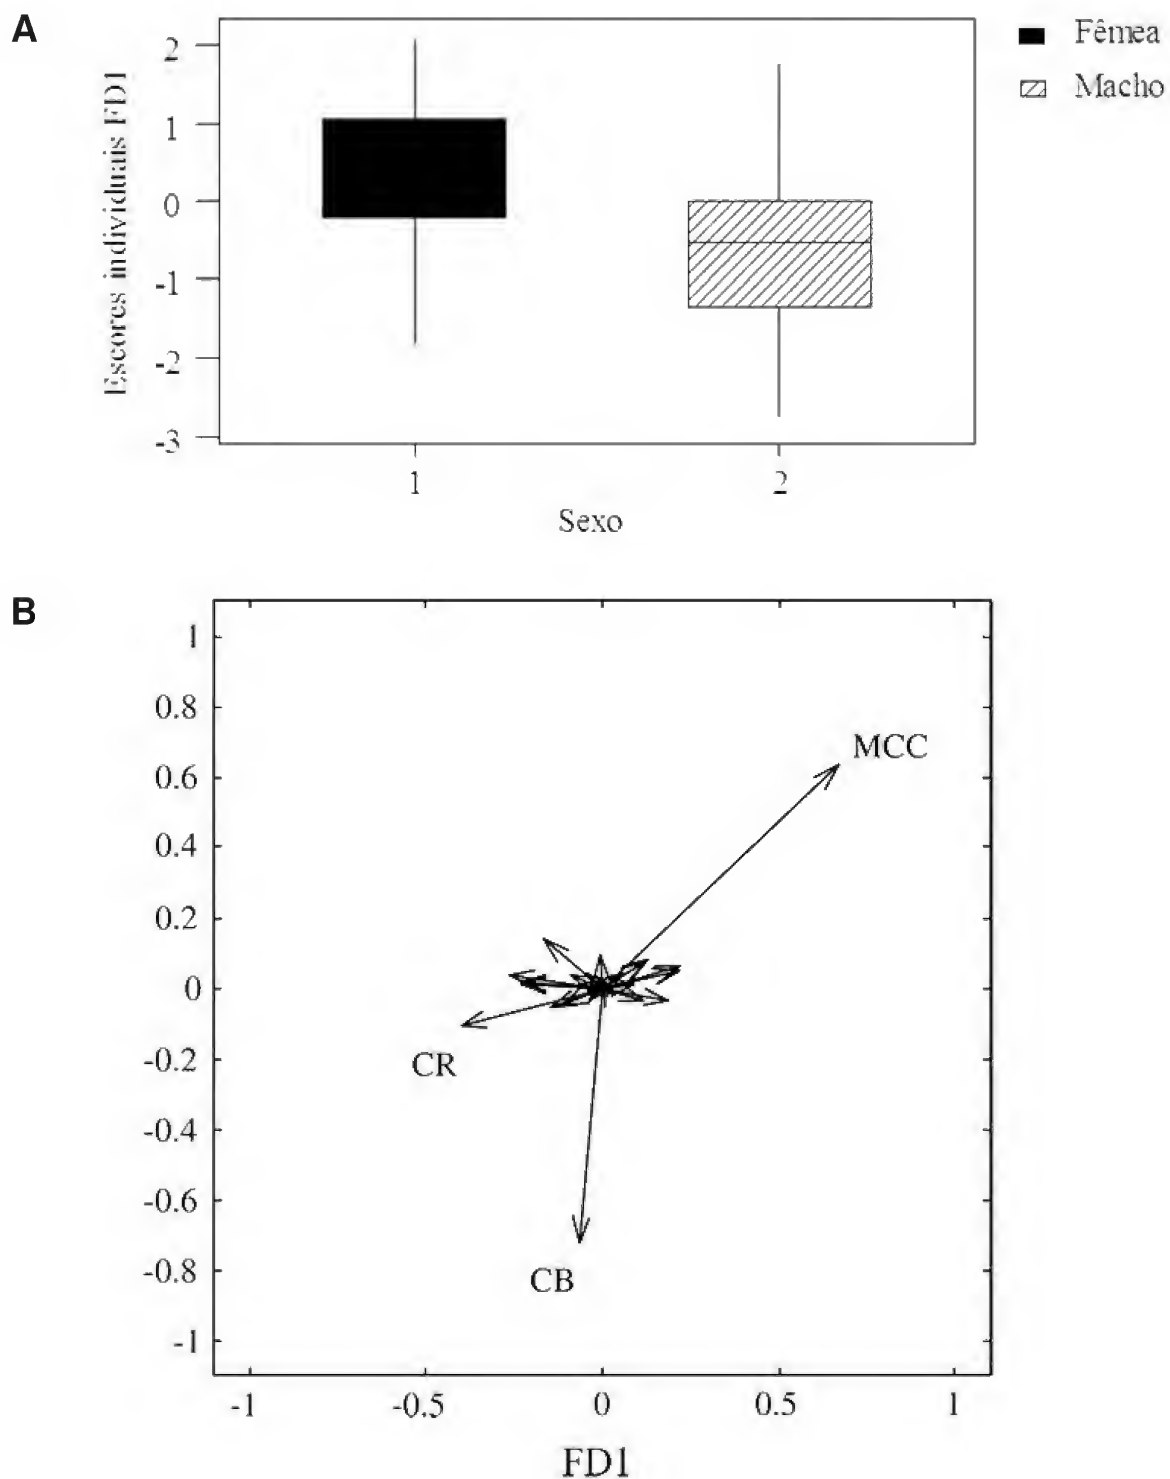 A
Fêmea
Macho
Escores individuais FD1
2
1
0
-1
-2
-3
1 2
Sexo
B
1
0.8
0.6
0.4
0.2
0
-0.2
-0.4
-0.6
-0.8
-1
MCC
CR
CB
-1 -0.5 0 0.5 1
FD1